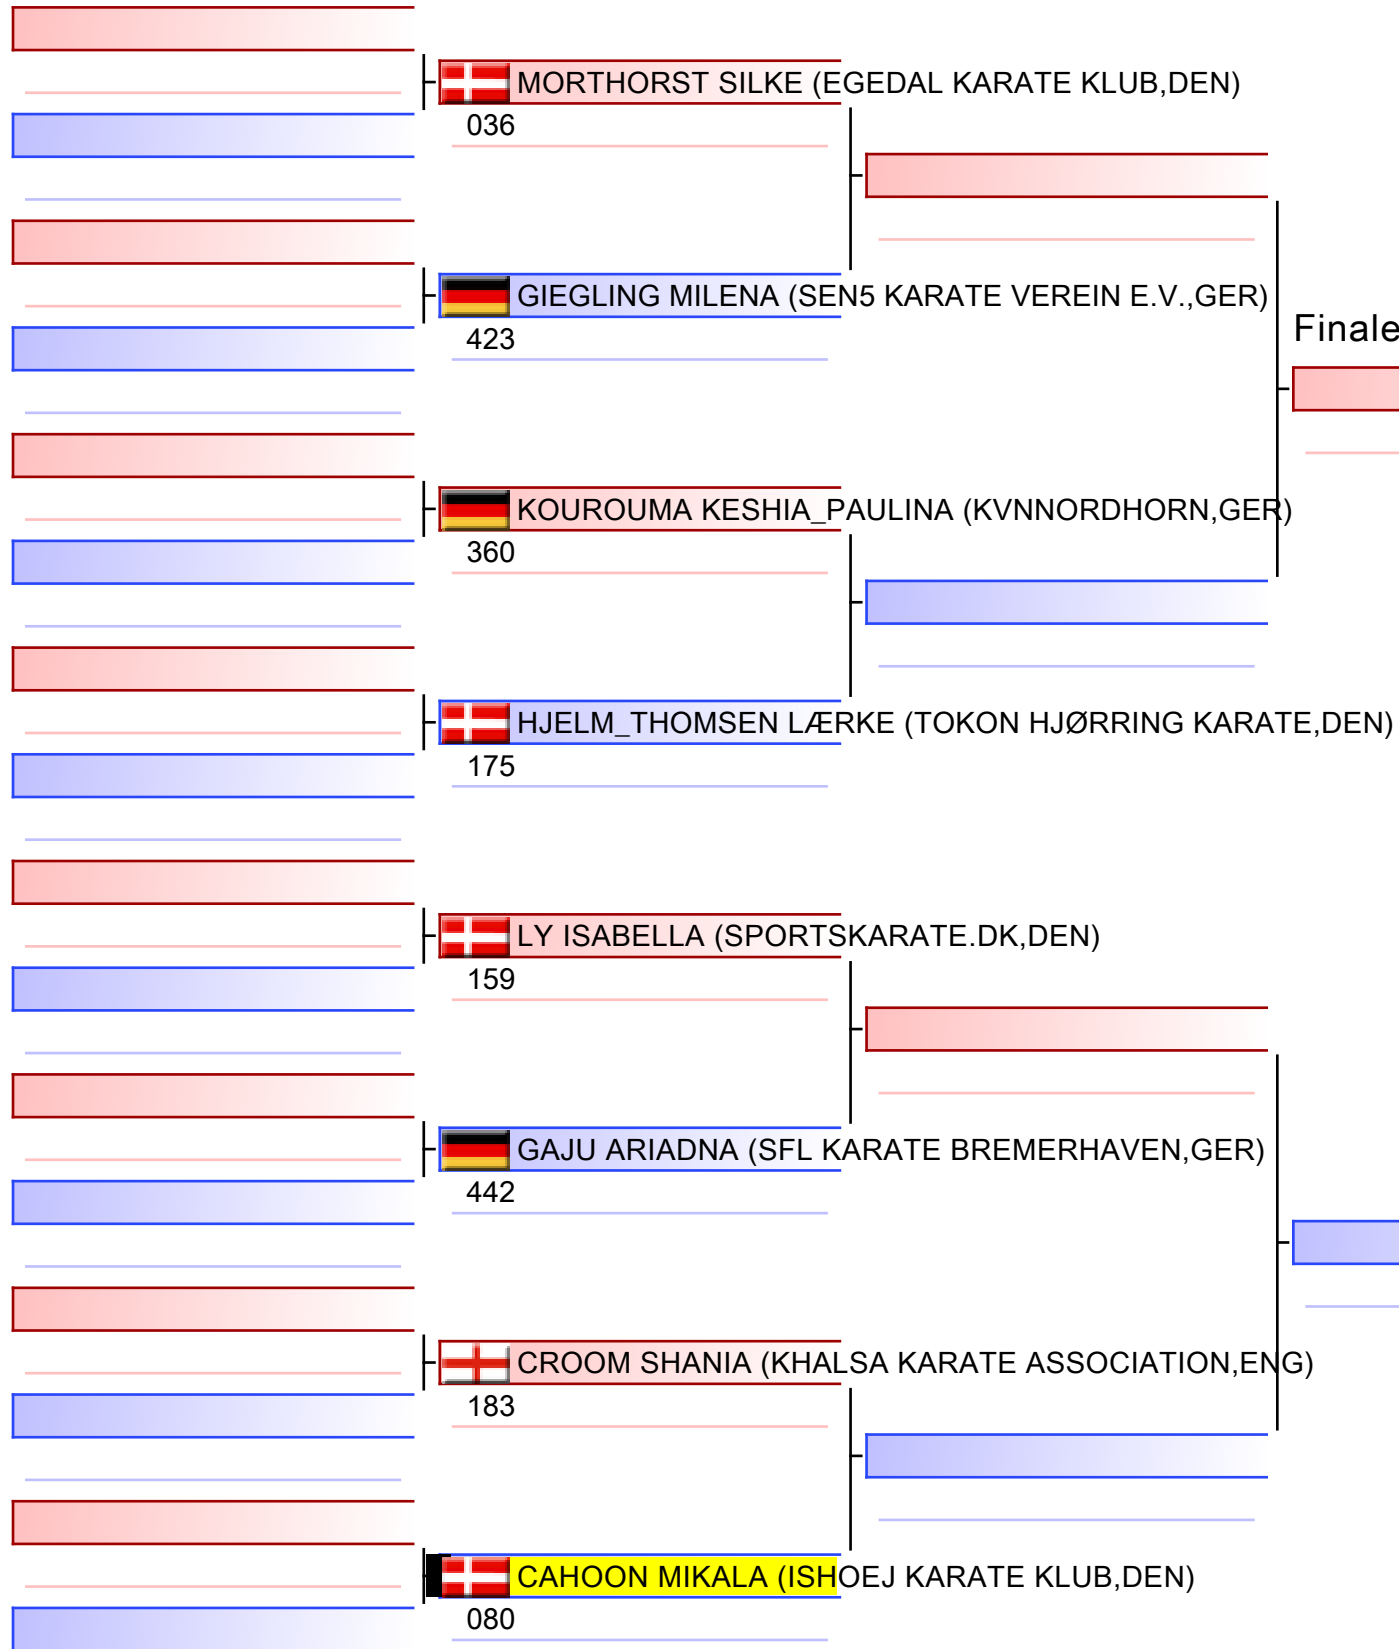 MORTHORST SILKE (EGEDAL KARATE KLUB,DEN)
036
GIEGLING MILENA (SEN5 KARATE VEREIN E.V.,GER)
423
Finale
KOUROUMA KESHIA_PAULINA (KVNNORDHORN,GER)
360
HJELM_THOMSEN LÆRKE (TOKON HJØRRING KARATE,DEN)
175
LY ISABELLA (SPORTSKARATE.DK,DEN)
159
GAJU ARIADNA (SFL KARATE BREMERHAVEN,GER)
442
CROOM SHANIA (KHALSA KARATE ASSOCIATION,ENG)
183
CAHOON MIKALA (ISHOEJ KARATE KLUB,DEN)
080